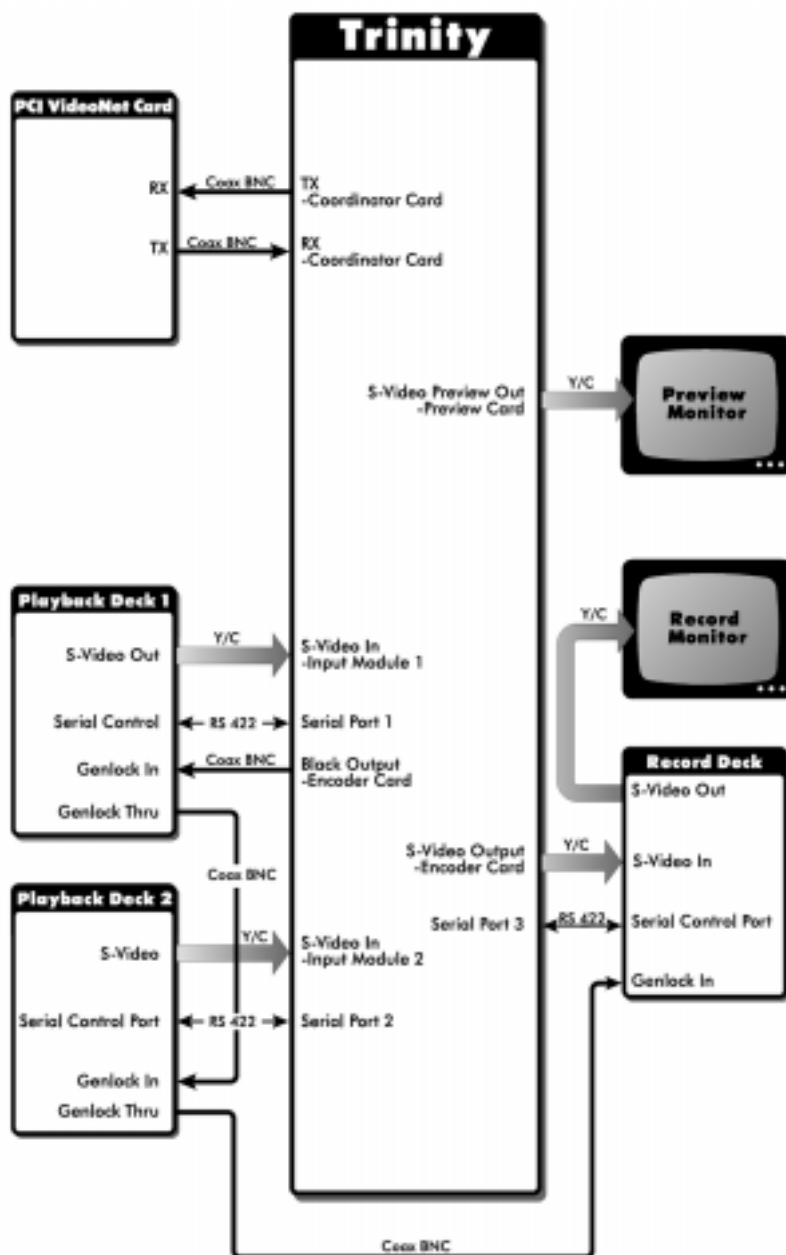 Trinity
PCI VideoNet Card
RX
Coax BNC
TX
-Coordinator Card
TX
Coax BNC
RX
-Coordinator Card
S-Video Preview Out
-Preview Card
Y/C
Preview
Monitor
Playback Deck 1
S-Video Out
Y/C
S-Video In
-Input Module 1
Serial Control
RS 422
Serial Port 1
Genlock In
Coax BNC
Black Output
-Encoder Card
Genlock Thru
Coax BNC
Y/C
Record
Monitor
Record Deck
S-Video Out
S-Video Output
-Encoder Card
Y/C
S-Video In
Serial Port 3
RS 422
Serial Control Port
Genlock In
Playback Deck 2
S-Video
Y/C
S-Video In
-Input Module 2
Serial Control Port
RS 422
Serial Port 2
Genlock In
Genlock Thru
Coax BNC